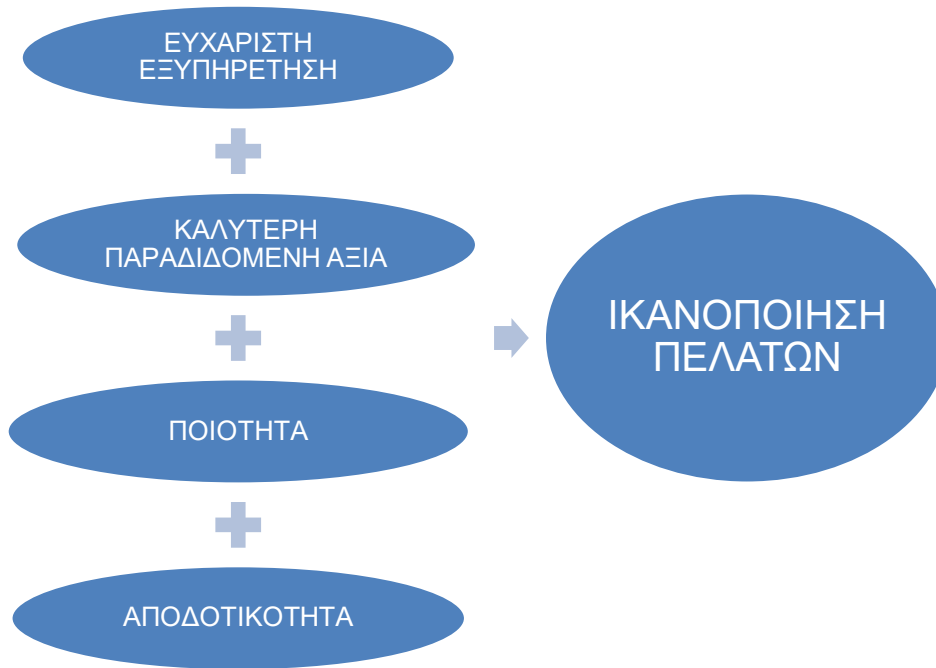 ΕΥΧΑΡΙΣΤΗ
ΕΞΥΠΗΡΕΤΗΣΗ
ΚΑΛΥΤΕΡΗ
ΠΑΡΑΔΙΔΟΜΕΝΗ ΑΞΙΑ
ΠΟΙΟΤΗΤΑ
ΑΠΟΔΟΤΙΚΟΤΗΤΑ
ΙΚΑΝΟΠΟΙΗΣΗ
ΠΕΛΑΤΩΝ